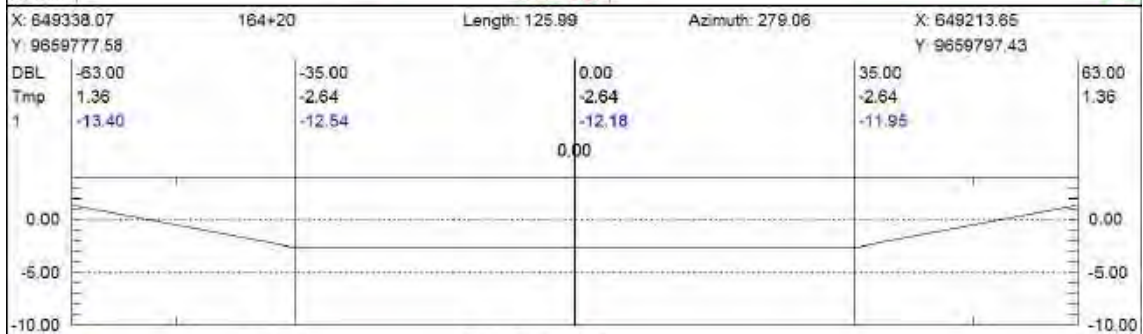 X: 649338.07 164+20 Length: 125.99 Azimuth: 279.06 X: 649213.65
Y: 9659777.58 Y: 9659797.43
DBL -63.00 -35.00 0.00 35.00 63.00
Tmp 1.36 -2.64 -2.64 -2.64 1.36
1 -13.40 -12.54 -12.18 -11.95
0.00
0.00 0.00
-5.00 -5.00
-10.00 -10.00